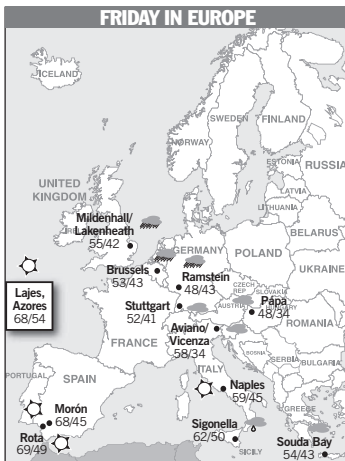 FRIDAY IN EUROPE
ICELAND
SWEDEN
FINLAND
NORWAY
ESTONIA
RUSSIA
LATVIA
LITHUANIA
UNITED
KINGDOM
Mildenhall/
Lakenheath
55/42
BELARUS
POLAND
GERMANY
Brussels
53/43
Ramstein
48/43
UKRAINE
CZECH
REP.
SLOVAKIA
Lajes,
Azores
68/54
Stuttgart
52/41
AUSTRIA
Pápa
48/34
HUNGARY
ROMANIA
Aviano/
Vicenza
58/34
FRANCE
BOSNIA
SERBIA
BULGARIA
ITALY
PORTUGAL
SPAIN
Naples
59/45
Morón
68/45
GREECE
Rota
69/49
Sigonella
62/50
SICILY
Souda Bay
54/43